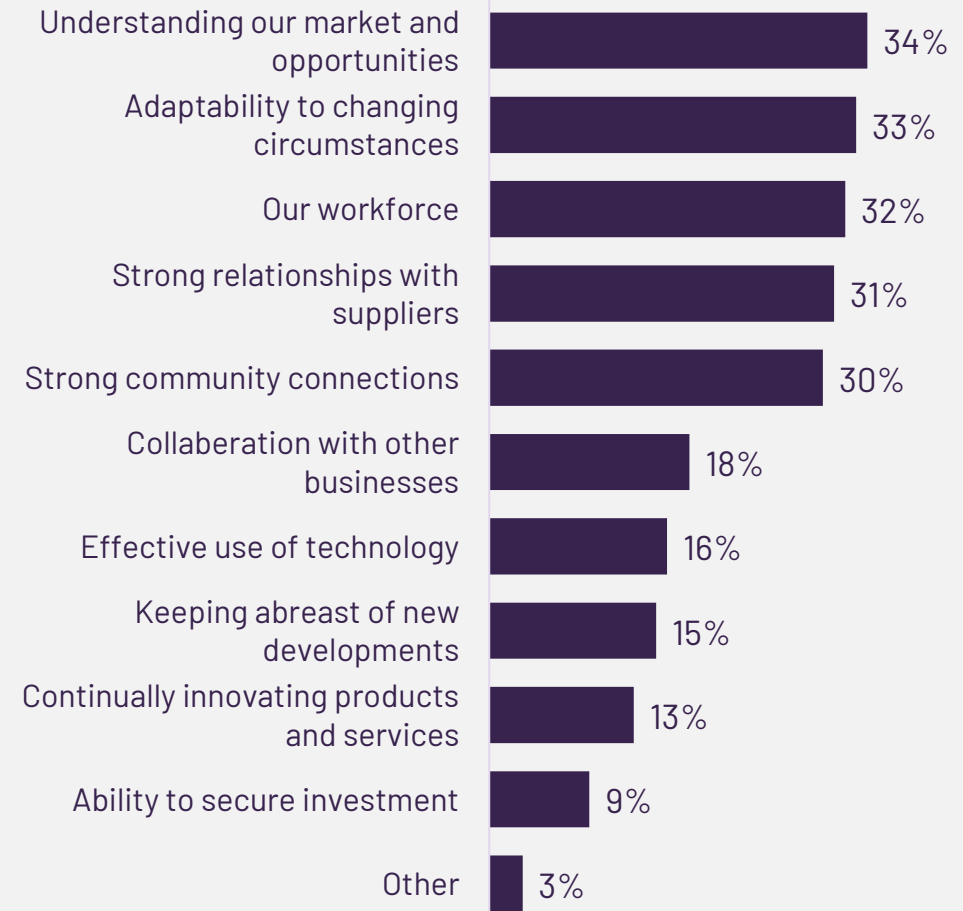 Understanding our market and
opportunities
34%
Adaptability to changing
circumstances
33%
Our workforce
32%
Strong relationships with
suppliers
31%
Strong community connections
30%
Collaberation with other
businesses
18%
Effective use of technology
16%
Keeping abreast of new
developments
15%
Continually innovating products
and services
13%
Ability to secure investment
9%
Other
3%